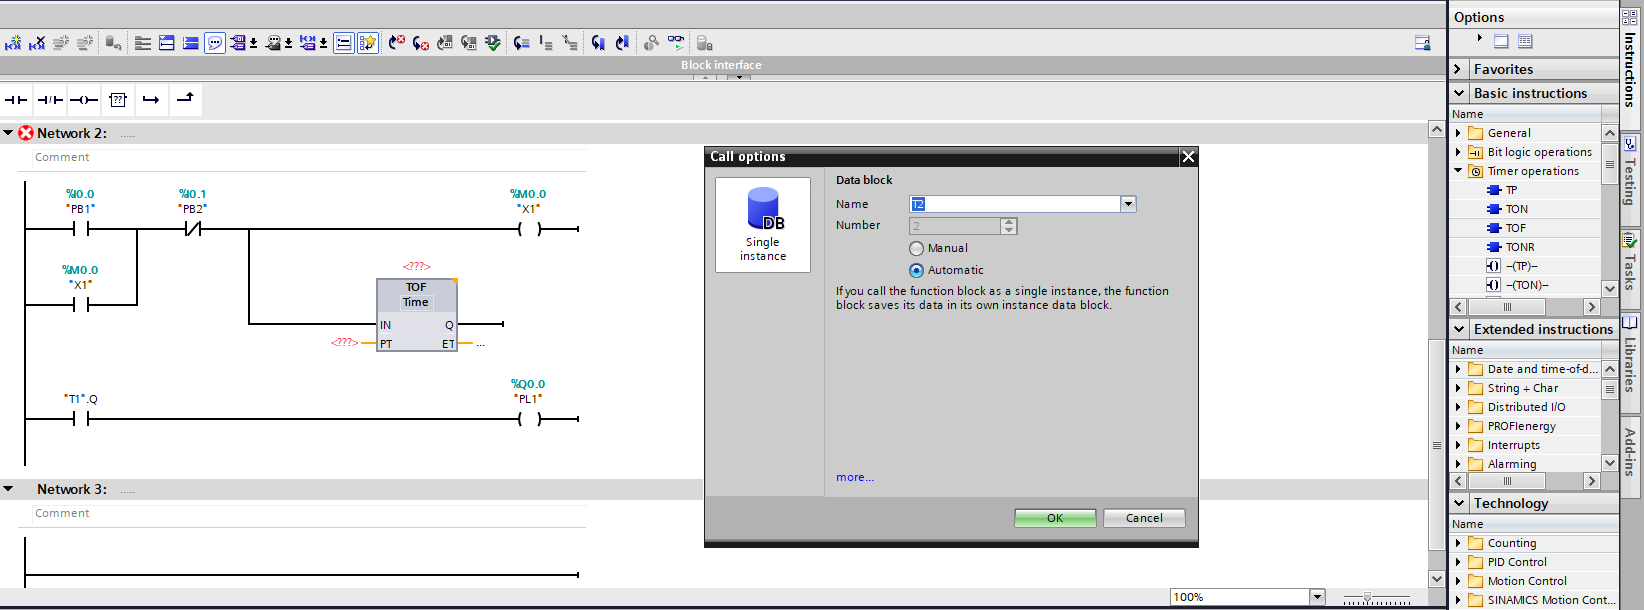 Block interface
??
Network 2: .....
Comment
%I0.0 %I0.1 %M0.0
"PB1" "PB2" "X1"
%M0.0
"X1"
<???>
TOF
Time
IN Q
<???> PT ET ...
%Q0.0
"T1".Q "PL1"
Network 3: .....
Comment
100%
Call options
DB
Single
instance
Data block
Name T2
Number 2
Manual
Automatic
If you call the function block as a single instance, the function
block saves its data in its own instance data block.
more...
OK Cancel
Options
Favorites
Basic instructions
Name
General
Bit logic operations
Timer operations
TP
TON
TOF
TONR
–(TP)–
–(TON)–
Extended instructions
Name
Date and time-of-d...
String + Char
Distributed I/O
PROFIenergy
Interrupts
Alarming
Technology
Name
Counting
PID Control
Motion Control
SINAMICS Motion Cont...
Instructions
Testing
Tasks
Libraries
Add-ins